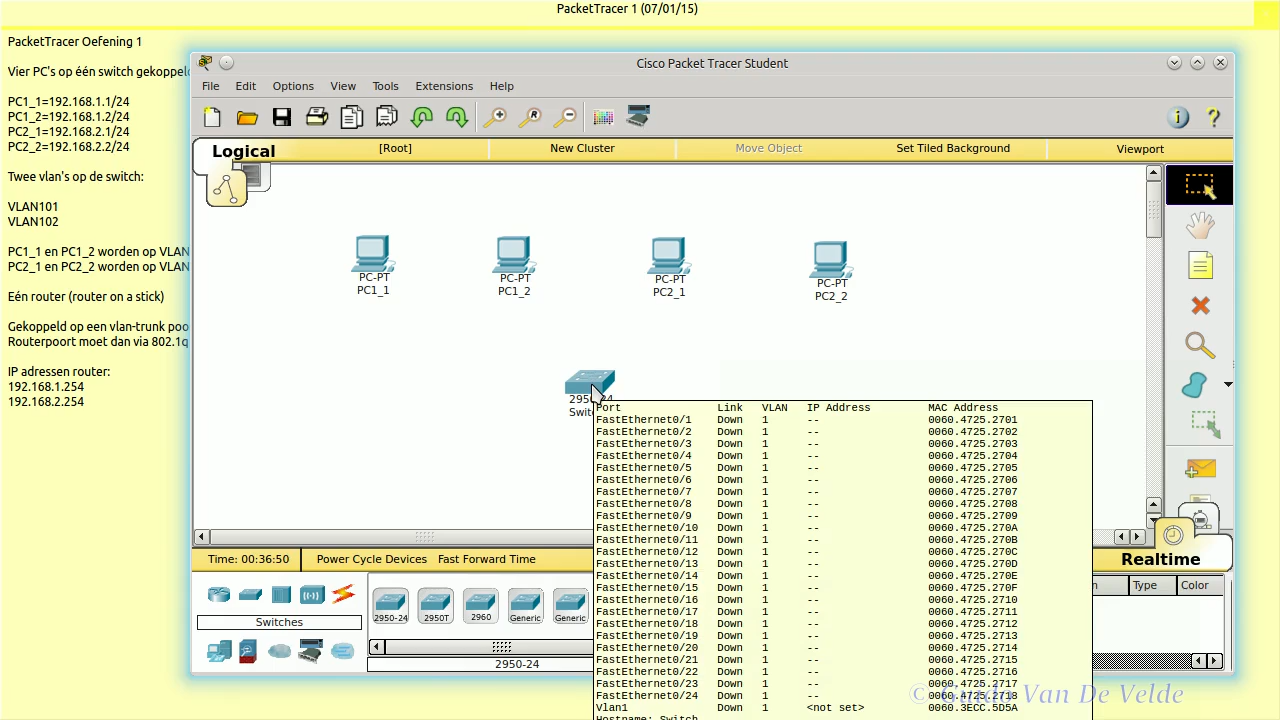 PacketTracer 1 (07/01/15)
PacketTracer Oefening 1
Vier PC's op één switch gekoppeld
PC1_1=192.168.1.1/24
PC1_2=192.168.1.2/24
PC2_1=192.168.2.1/24
PC2_2=192.168.2.2/24
Twee vlan's op de switch:
VLAN101
VLAN102
PC1_1 en PC1_2 worden op VLAN
PC2_1 en PC2_2 worden op VLAN
Eén router (router on a stick)
Gekoppeld op een vlan-trunk poo
Routerpoort moet dan via 802.1q
IP adressen router:
192.168.1.254
192.168.2.254
Cisco Packet Tracer Student
File Edit Options View Tools Extensions Help
Logical [Root] New Cluster Move Object Set Tiled Background Viewport
PC-PT PC-PT PC-PT PC-PT
PC1_1 PC1_2 PC2_1 PC2_2
2950-24
Swit
Port Link VLAN IP Address MAC Address
FastEthernet0/1 Down 1 -- 0060.4725.2701
FastEthernet0/2 Down 1 -- 0060.4725.2702
FastEthernet0/3 Down 1 -- 0060.4725.2703
FastEthernet0/4 Down 1 -- 0060.4725.2704
FastEthernet0/5 Down 1 -- 0060.4725.2705
FastEthernet0/6 Down 1 -- 0060.4725.2706
FastEthernet0/7 Down 1 -- 0060.4725.2707
FastEthernet0/8 Down 1 -- 0060.4725.2708
FastEthernet0/9 Down 1 -- 0060.4725.2709
FastEthernet0/10 Down 1 -- 0060.4725.270A
FastEthernet0/11 Down 1 -- 0060.4725.270B
FastEthernet0/12 Down 1 -- 0060.4725.270C
FastEthernet0/13 Down 1 -- 0060.4725.270D
FastEthernet0/14 Down 1 -- 0060.4725.270E
FastEthernet0/15 Down 1 -- 0060.4725.270F
FastEthernet0/16 Down 1 -- 0060.4725.2710
FastEthernet0/17 Down 1 -- 0060.4725.2711
FastEthernet0/18 Down 1 -- 0060.4725.2712
FastEthernet0/19 Down 1 -- 0060.4725.2713
FastEthernet0/20 Down 1 -- 0060.4725.2714
FastEthernet0/21 Down 1 -- 0060.4725.2715
FastEthernet0/22 Down 1 -- 0060.4725.2716
FastEthernet0/23 Down 1 -- 0060.4725.2717
FastEthernet0/24 Down 1 -- 0060.4725.2718
Vlan1 Down 1 <not set> 0060.3ECC.5D5A
Hostname: Switch
Time: 00:36:50 Power Cycle Devices Fast Forward Time
Realtime
Type Color
Switches
2950-24 2950T 2960 Generic Generic
2950-24
© Guido Van De Velde